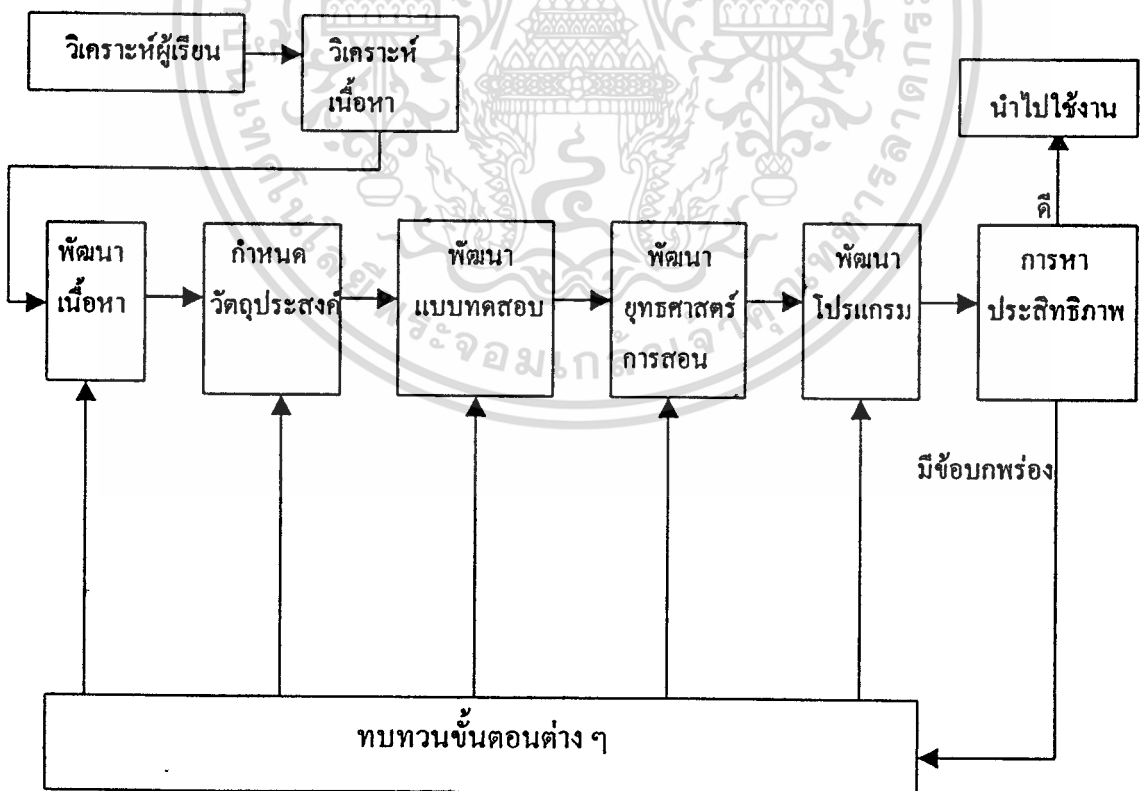 วิเคราะห์ผู้เรียน
วิเคราะห์
เนื้อหา
นำไปใช้งาน
ดี
พัฒนา
เนื้อหา
กำหนด
วัตถุประสงค์
พัฒนา
แบบทดสอบ
พัฒนา
ยุทธศาสตร์
การสอน
พัฒนา
โปรแกรม
การหา
ประสิทธิภาพ
มีข้อบกพร่อง
ทบทวนขั้นตอนต่าง ๆ